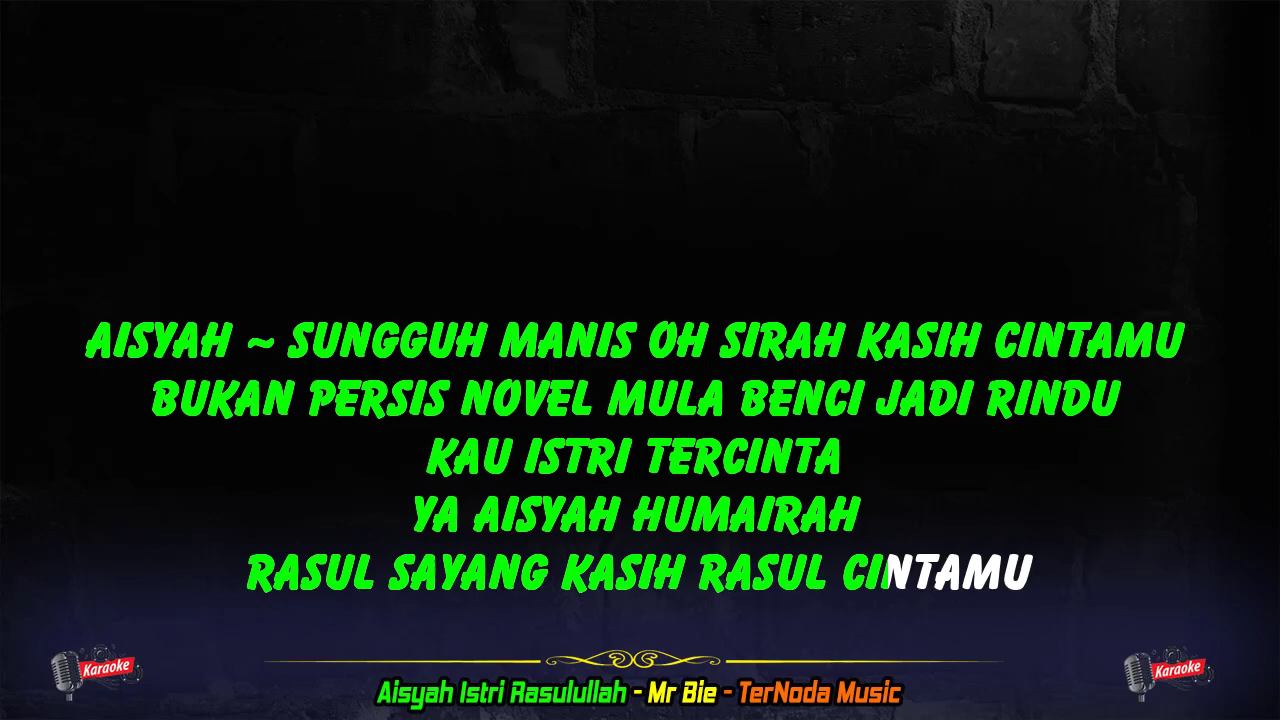 AISYAH ~ SUNGGUH MANIS OH SIRAH KASIH CINTAMU
BUKAN PERSIS NOVEL MULA BENCI JADI RINDU
KAU ISTRI TERCINTA
YA AISYAH HUMAIRAH
RASUL SAYANG KASIH RASUL CINTAMU
Karaoke
Karaoke
Aisyah Istri Rasulullah - Mr Bie - TerNoda Music